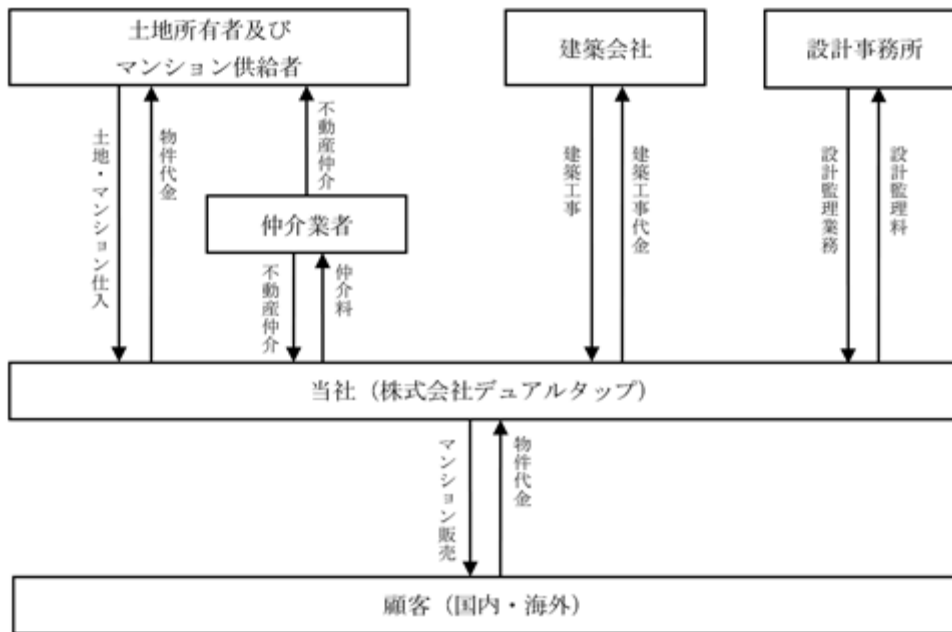 土地所有者及び
マンション供給者
建築会社
設計事務所
土地・マンション仕入
物件代金
不動産仲介
仲介業者
不動産仲介
仲介料
建築工事
建築工事代金
設計監理業務
設計監理料
当社（株式会社デュアルタップ）
マンション販売
物件代金
顧客（国内・海外）